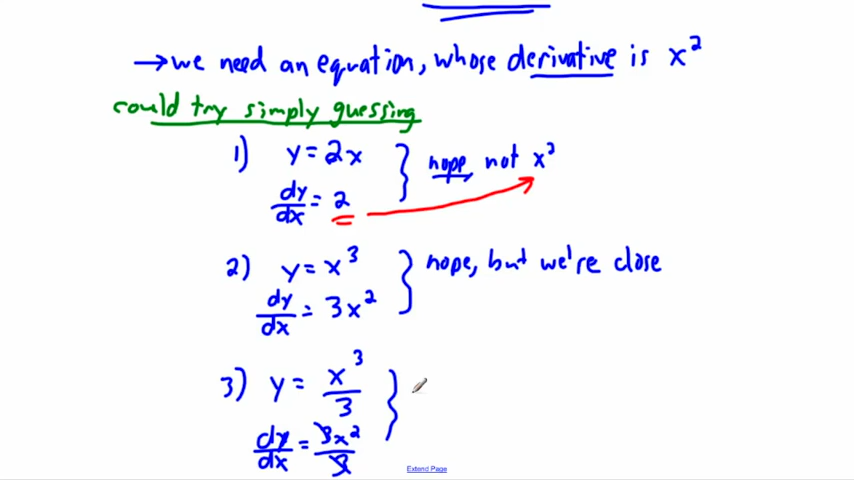 → we need an equation, whose derivative is x²
could try simply guessing
1) y = 2x } nope, not x²
dy/dx = 2
2) y = x³ } nope, but we're close
dy/dx = 3x²
3) y = x³/3 }
dy/dx = 3x²/3
Extend Page